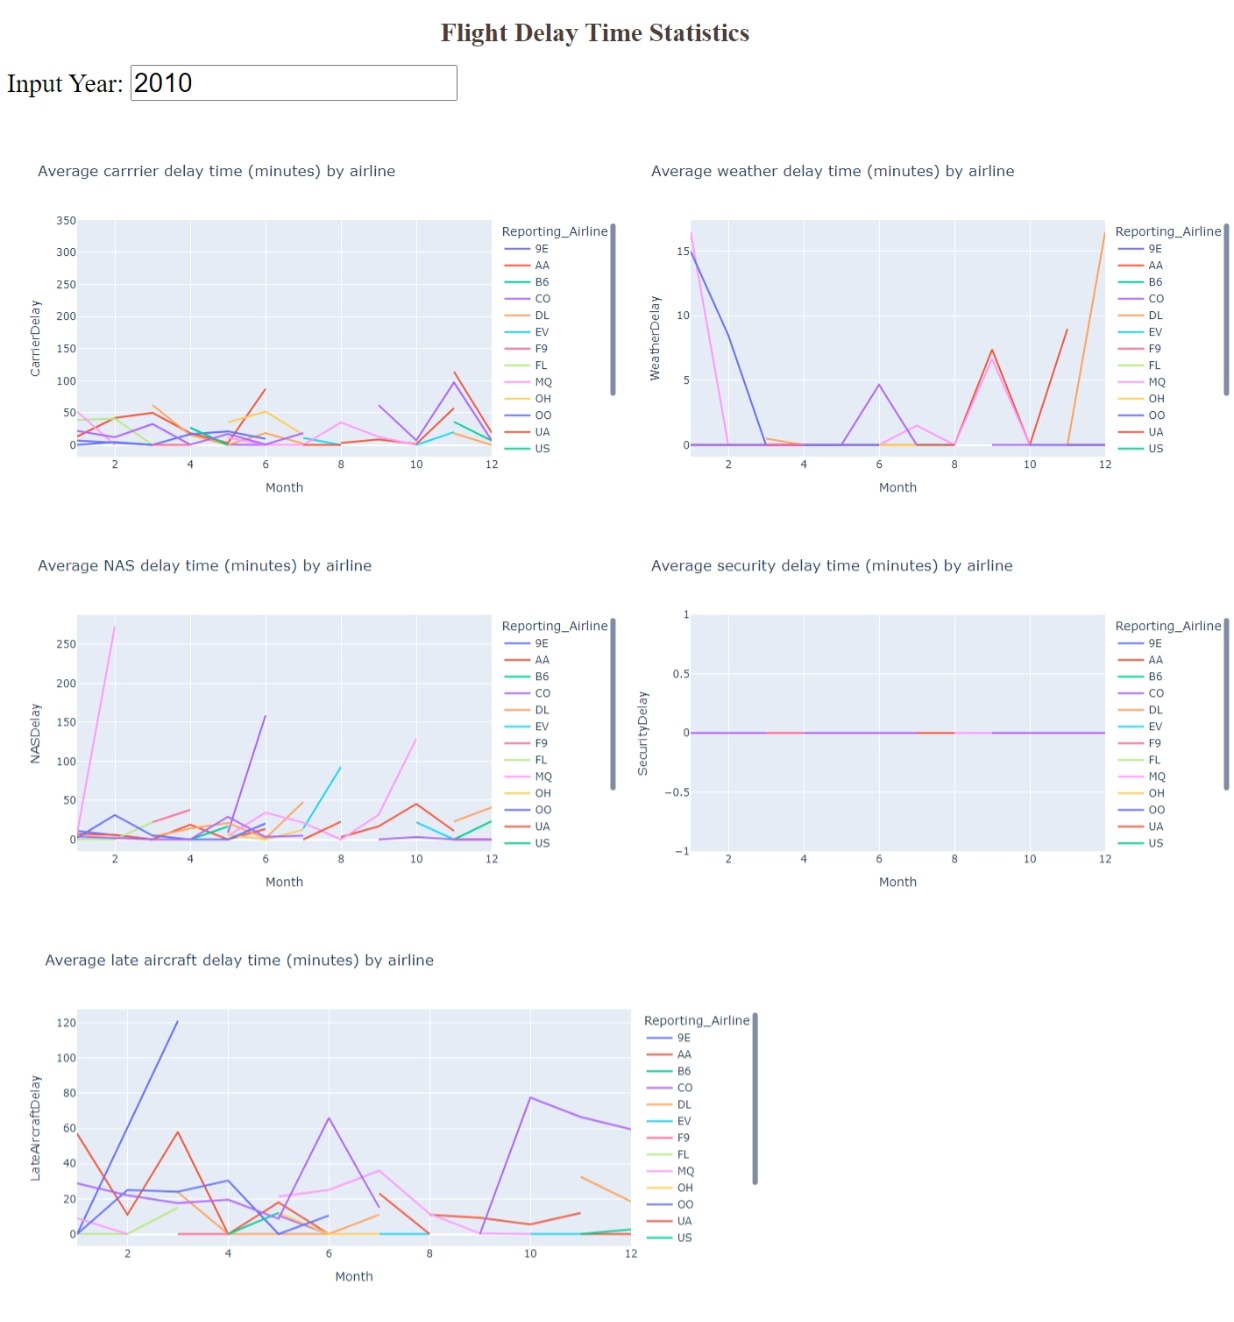 Flight Delay Time Statistics
Input Year: 2010
Average carrrier delay time (minutes) by airline
350
300
250
200
150
100
50
0
CarrierDelay
2
4
6
8
10
12
Month
Reporting_Airline
9E
AA
B6
CO
DL
EV
F9
FL
MQ
OH
OO
UA
US
Average weather delay time (minutes) by airline
15
10
5
0
WeatherDelay
2
4
6
8
10
12
Month
Reporting_Airline
9E
AA
B6
CO
DL
EV
F9
FL
MQ
OH
OO
UA
US
Average NAS delay time (minutes) by airline
250
200
150
100
50
0
NASDelay
2
4
6
8
10
12
Month
Reporting_Airline
9E
AA
B6
CO
DL
EV
F9
FL
MQ
OH
OO
UA
US
Average security delay time (minutes) by airline
1
0.5
0
−0.5
−1
SecurityDelay
2
4
6
8
10
12
Month
Reporting_Airline
9E
AA
B6
CO
DL
EV
F9
FL
MQ
OH
OO
UA
US
Average late aircraft delay time (minutes) by airline
120
100
80
60
40
20
0
LateAircraftDelay
2
4
6
8
10
12
Month
Reporting_Airline
9E
AA
B6
CO
DL
EV
F9
FL
MQ
OH
OO
UA
US